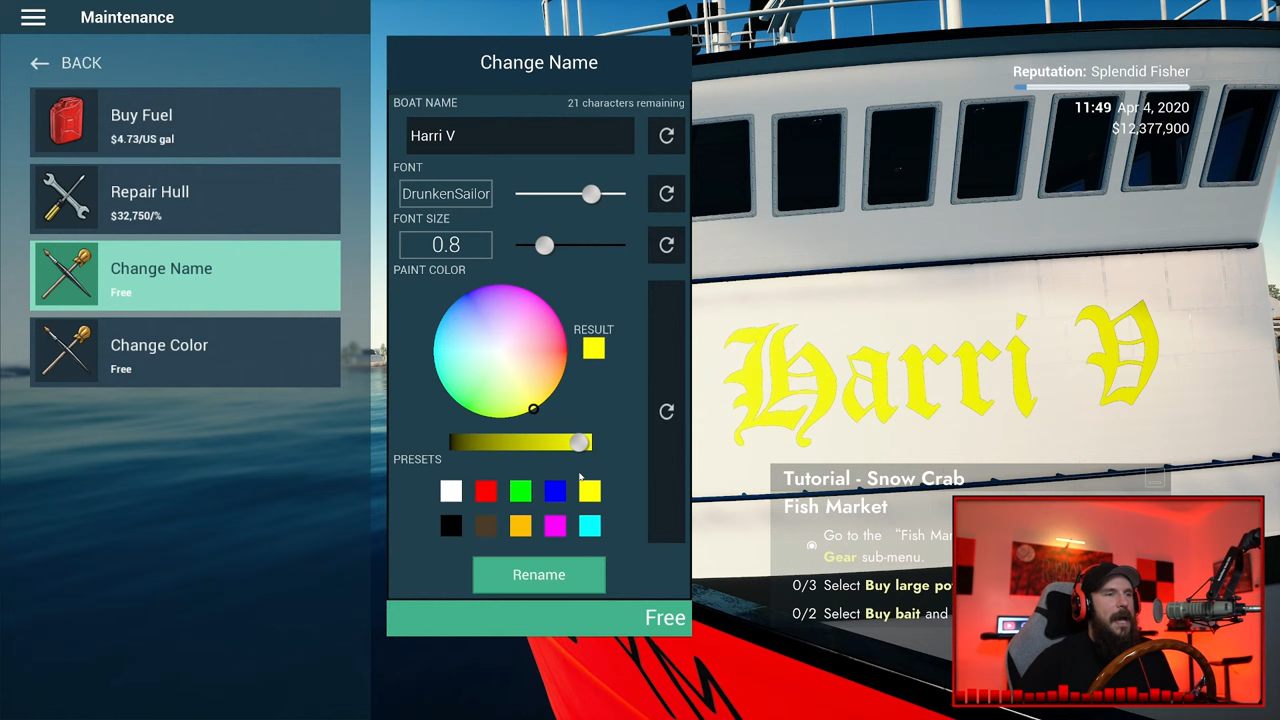 Maintenance
BACK
Buy Fuel
$4.73/US gal
Repair Hull
$32,750/%
Change Name
Free
Change Color
Free
Change Name
BOAT NAME
21 characters remaining
Harri V
FONT
DrunkenSailor
FONT SIZE
0.8
PAINT COLOR
RESULT
PRESETS
Rename
Free
Reputation: Splendid Fisher
11:49 Apr 4, 2020
$12,377,900
Harri V
Tutorial - Snow Crab
Fish Market
Go to the "Fish Mar
Gear sub-menu.
0/3 Select Buy large po
0/2 Select Buy bait and